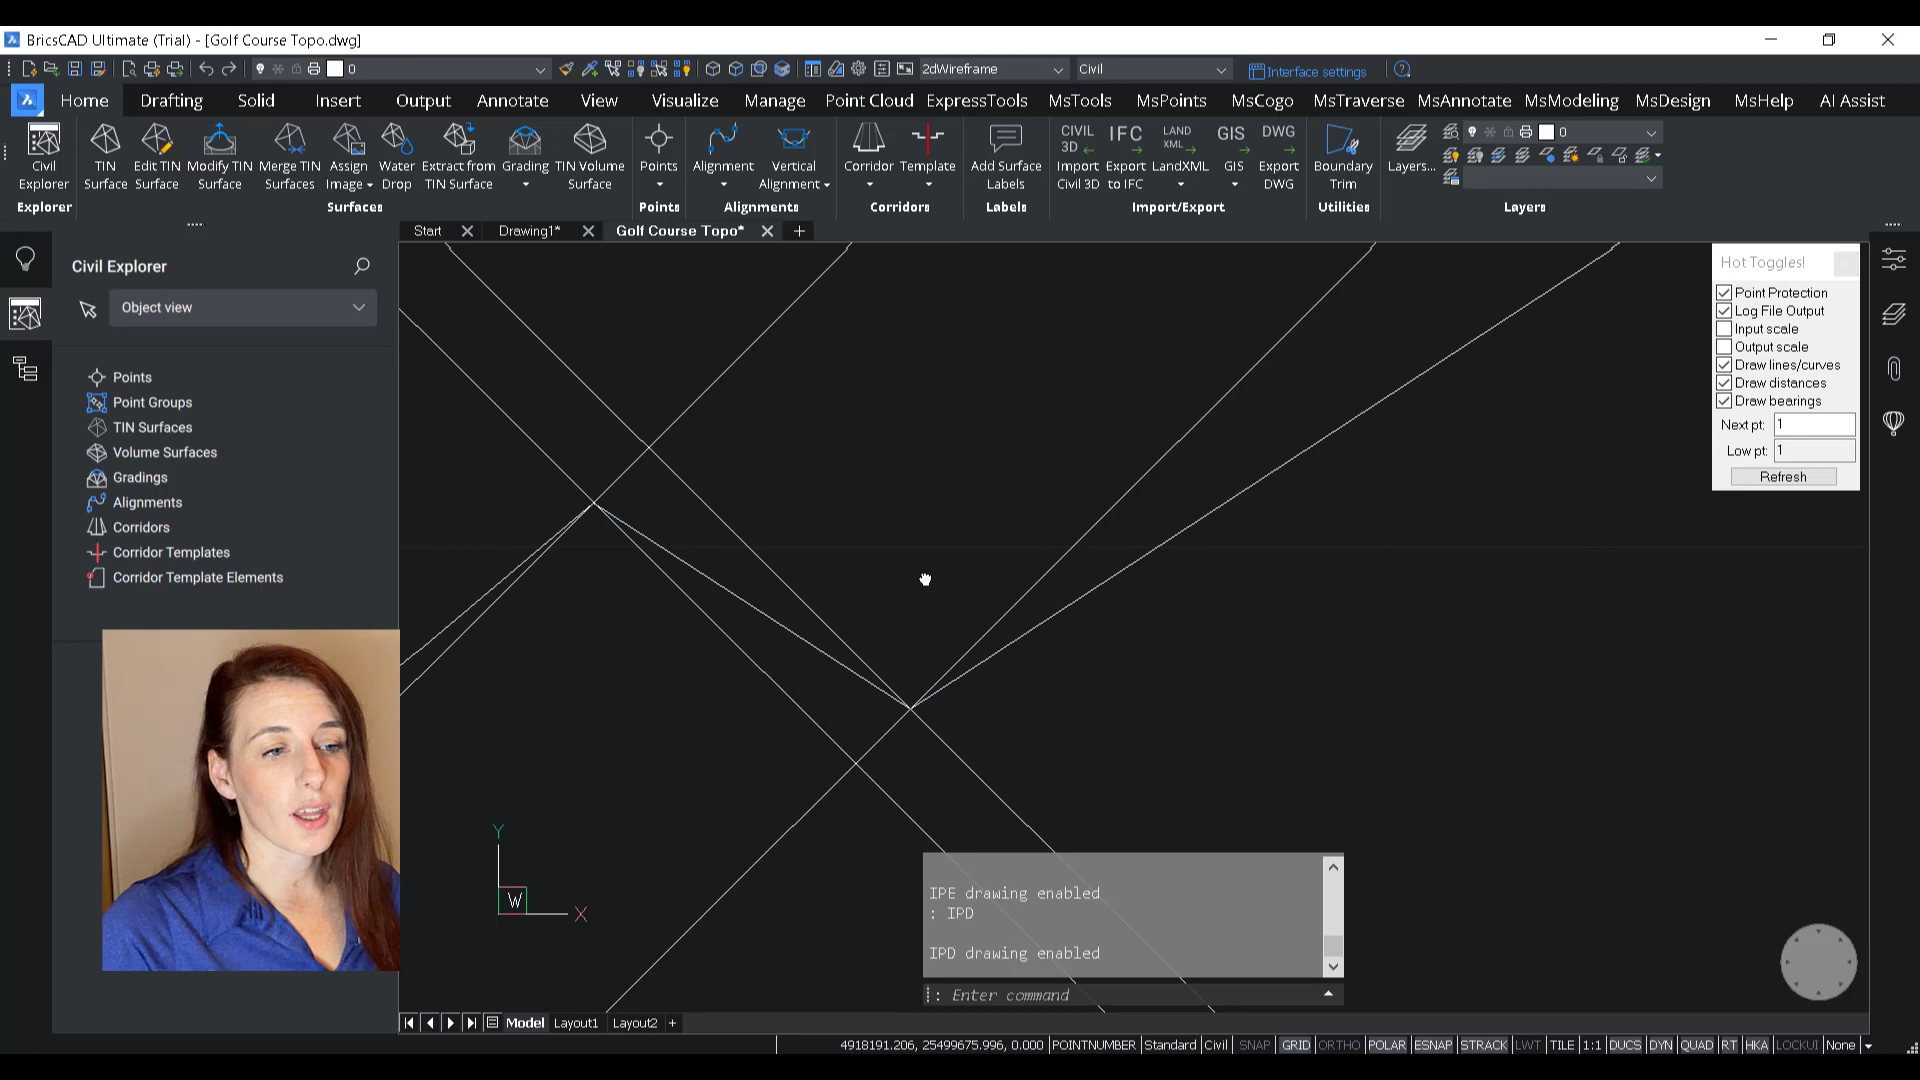 BricsCAD Ultimate (Trial) - [Golf Course Topo.dwg]
0 2dWireframe Civil Interface settings
Home Drafting Solid Insert Output Annotate View Visualize Manage Point Cloud ExpressTools MsTools MsPoints MsCogo MsTraverse MsAnnotate MsModeling MsDesign MsHelp AI Assist
Civil Explorer
TIN Surface
Edit TIN Surface
Modify TIN Surface
Merge TIN Surfaces
Assign Image
Water Drop
Extract from TIN Surface
Grading
TIN Volume Surface
Points
Alignment
Vertical Alignment
Corridor
Template
Add Surface Labels
CIVIL 3D Import Civil 3D
IFC Export to IFC
LAND XML LandXML
GIS GIS
DWG Export DWG
Boundary Trim
Layers...
0
Explorer Surfaces Points Alignments Corridors Labels Import/Export Utilities Layers
Start Drawing1* Golf Course Topo*
Civil Explorer
Object view
Points
Point Groups
TIN Surfaces
Volume Surfaces
Gradings
Alignments
Corridors
Corridor Templates
Corridor Template Elements
Hot Toggles!
Point Protection
Log File Output
Input scale
Output scale
Draw lines/curves
Draw distances
Draw bearings
Next pt: 1
Low pt: 1
Refresh
Y
W
X
IPE drawing enabled
: IPD
IPD drawing enabled
: Enter command
Model Layout1 Layout2
4918191.206, 25499675.996, 0.000 POINTNUMBER Standard Civil SNAP GRID ORTHO POLAR ESNAP STRACK LWT TILE 1:1 DUCS DYN QUAD RT HKA LOCKUI None